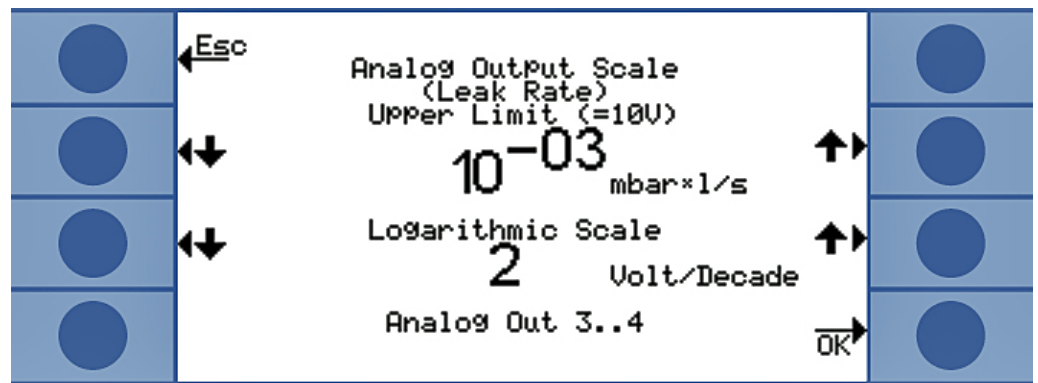 Esc
Analog Output Scale
(Leak Rate)
Upper Limit (=10V)
10⁻⁰³
mbar*l/s
Logarithmic Scale
2
Volt/Decade
Analog Out 3..4
OK